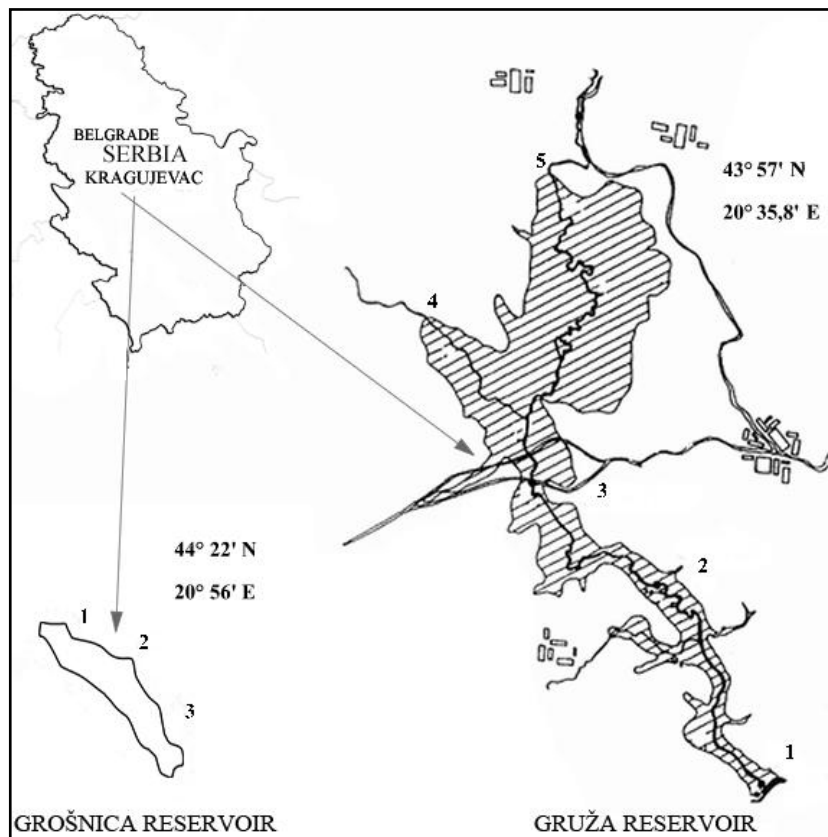 BELGRADE
SERBIA
KRAGUJEVAC
5
43° 57' N
20° 35,8' E
4
3
44° 22' N
20° 56' E
2
1
2
3
1
GROŠNICA RESERVOIR
GRUŽA RESERVOIR